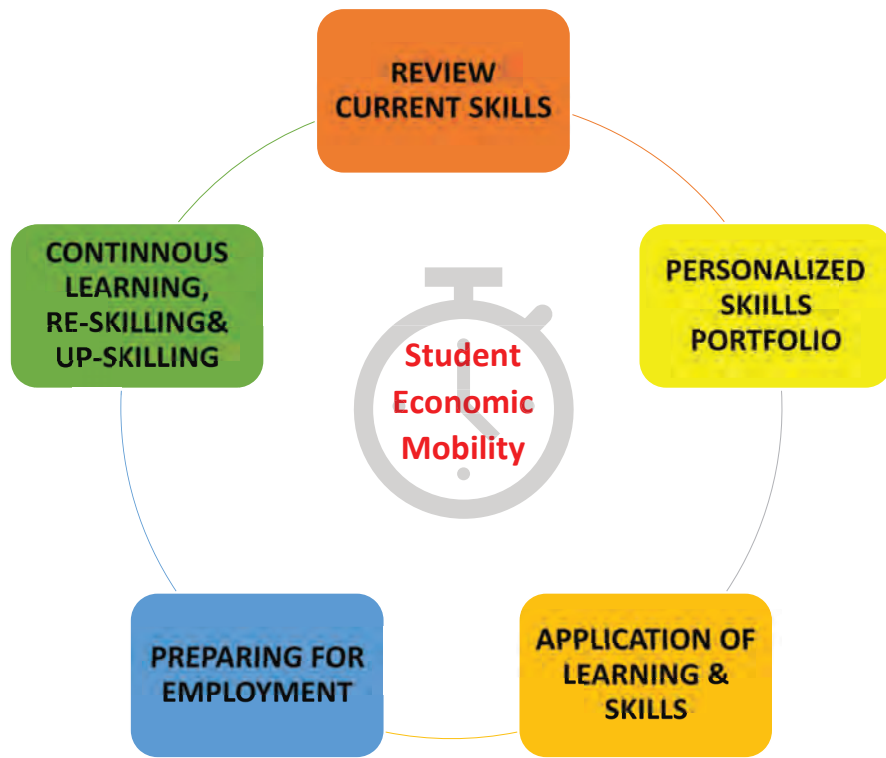 REVIEW
CURRENT SKILLS
PERSONALIZED
SKIILLS
PORTFOLIO
APPLICATION OF
LEARNING &
SKILLS
PREPARING FOR
EMPLOYMENT
CONTINNOUS
LEARNING,
RE-SKILLING&
UP-SKILLING
Student
Economic
Mobility